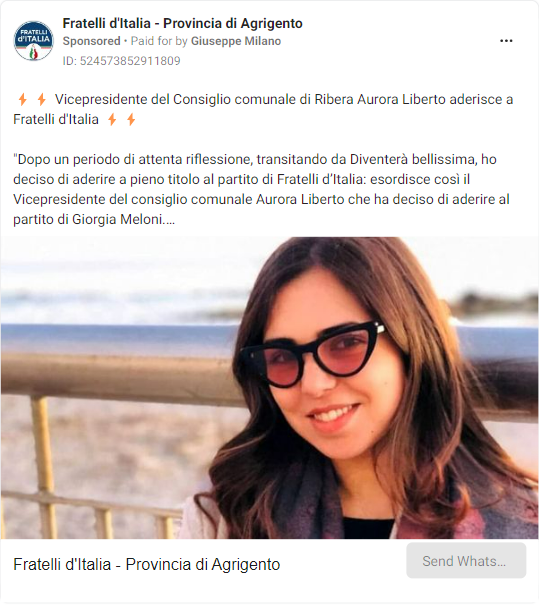 Fratelli d'Italia - Provincia di Agrigento
Sponsored • Paid for by Giuseppe Milano
ID: 524573852911809
⚡ ⚡ Vicepresidente del Consiglio comunale di Ribera Aurora Liberto aderisce a
Fratelli d'Italia ⚡ ⚡
"Dopo un periodo di attenta riflessione, transitando da Diventerà bellissima, ho
deciso di aderire a pieno titolo al partito di Fratelli d’Italia: esordisce così il
Vicepresidente del consiglio comunale Aurora Liberto che ha deciso di aderire al
partito di Giorgia Meloni....
FRATELLI
d'ITALIA
Fratelli d'Italia - Provincia di Agrigento
Send Whats...